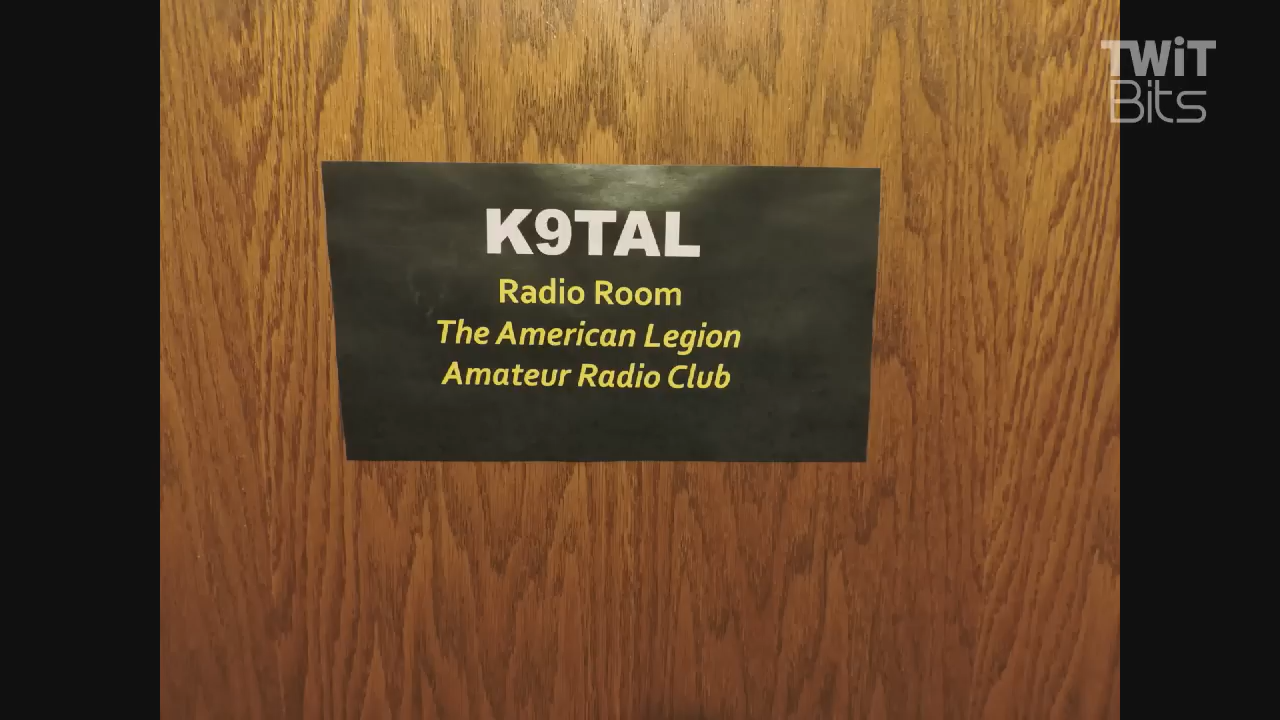 TWiT
Bits
K9TAL
Radio Room
The American Legion
Amateur Radio Club